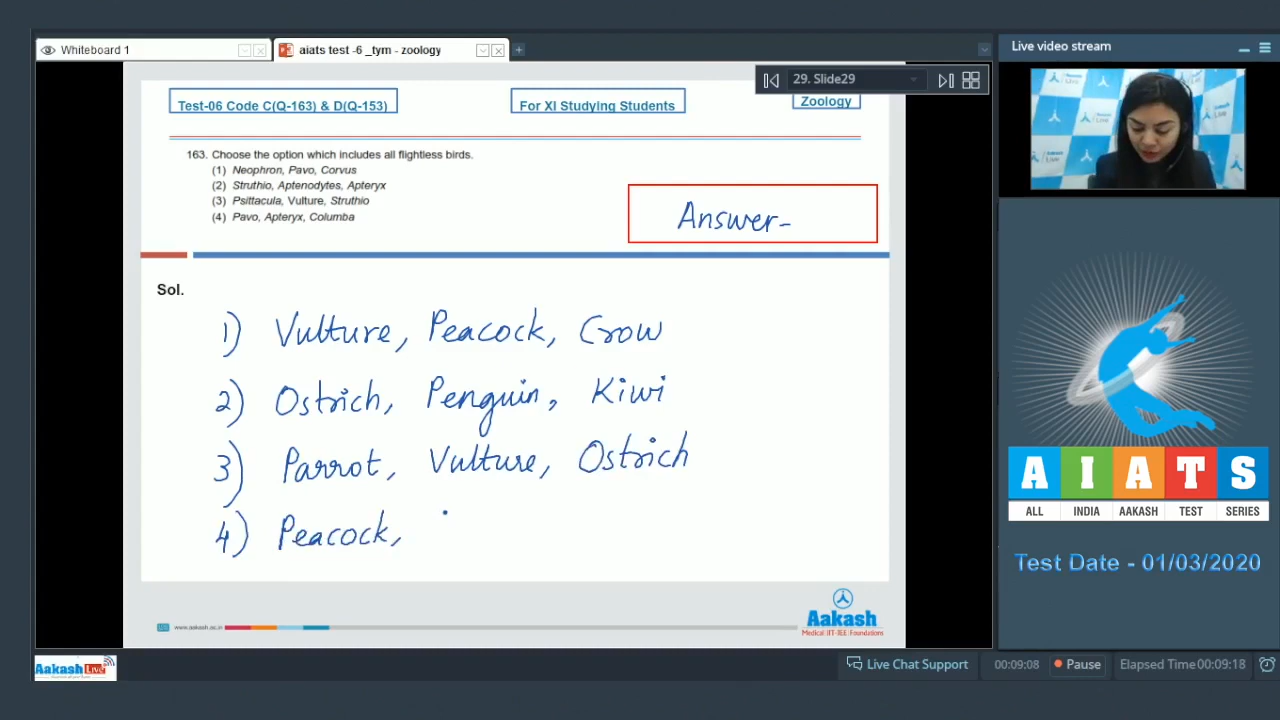 Whiteboard 1
aiats test -6 _tym - zoology
Live video stream
29. Slide29
Test-06 Code C(Q-163) & D(Q-153)
For XI Studying Students
Zoology
163. Choose the option which includes all flightless birds.
(1) Neophron, Pavo, Corvus
(2) Struthio, Aptenodytes, Apteryx
(3) Psittacula, Vulture, Struthio
(4) Pavo, Apteryx, Columba
Answer-
Sol.
1) Vulture, Peacock, Crow
2) Ostrich, Penguin, Kiwi
3) Parrot, Vulture, Ostrich
4) Peacock,
A I A T S
ALL INDIA AAKASH TEST SERIES
Test Date - 01/03/2020
www.aakash.ac.in
Aakash
Medical | IIT-JEE | Foundations
Aakash Live
Live Chat Support
00:09:08
Pause
Elapsed Time 00:09:18